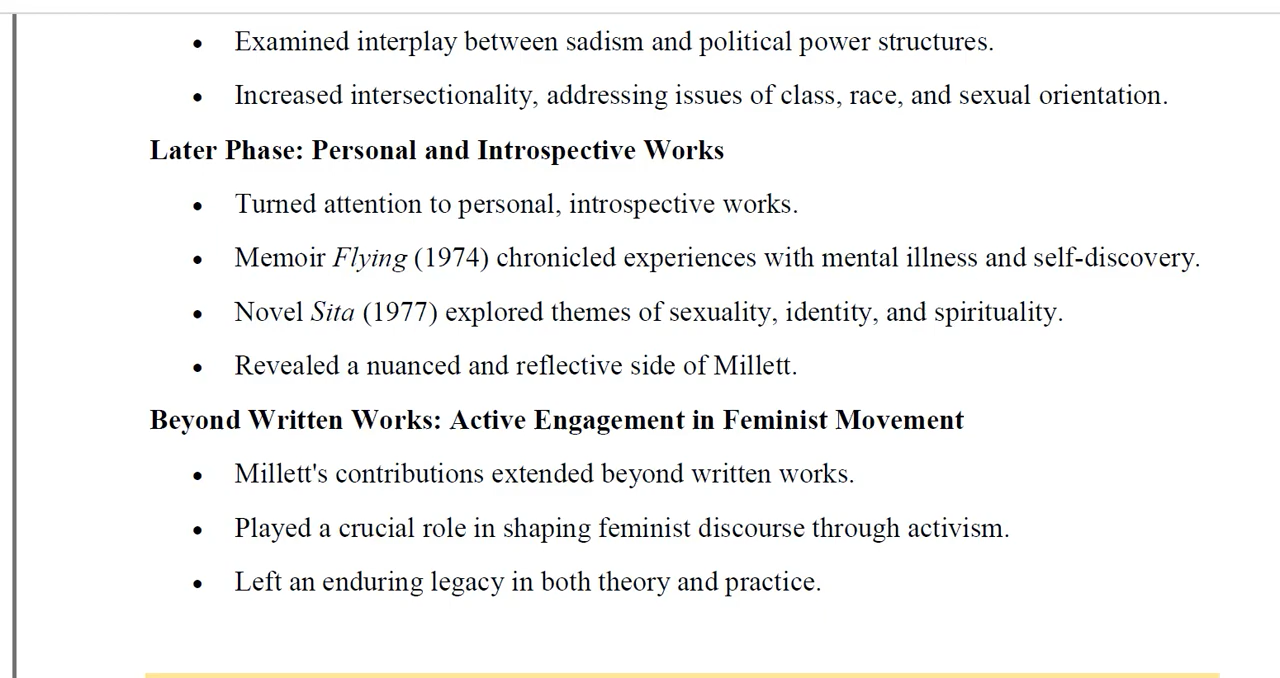 • Examined interplay between sadism and political power structures.
• Increased intersectionality, addressing issues of class, race, and sexual orientation.
Later Phase: Personal and Introspective Works
• Turned attention to personal, introspective works.
• Memoir Flying (1974) chronicled experiences with mental illness and self-discovery.
• Novel Sita (1977) explored themes of sexuality, identity, and spirituality.
• Revealed a nuanced and reflective side of Millett.
Beyond Written Works: Active Engagement in Feminist Movement
• Millett's contributions extended beyond written works.
• Played a crucial role in shaping feminist discourse through activism.
• Left an enduring legacy in both theory and practice.